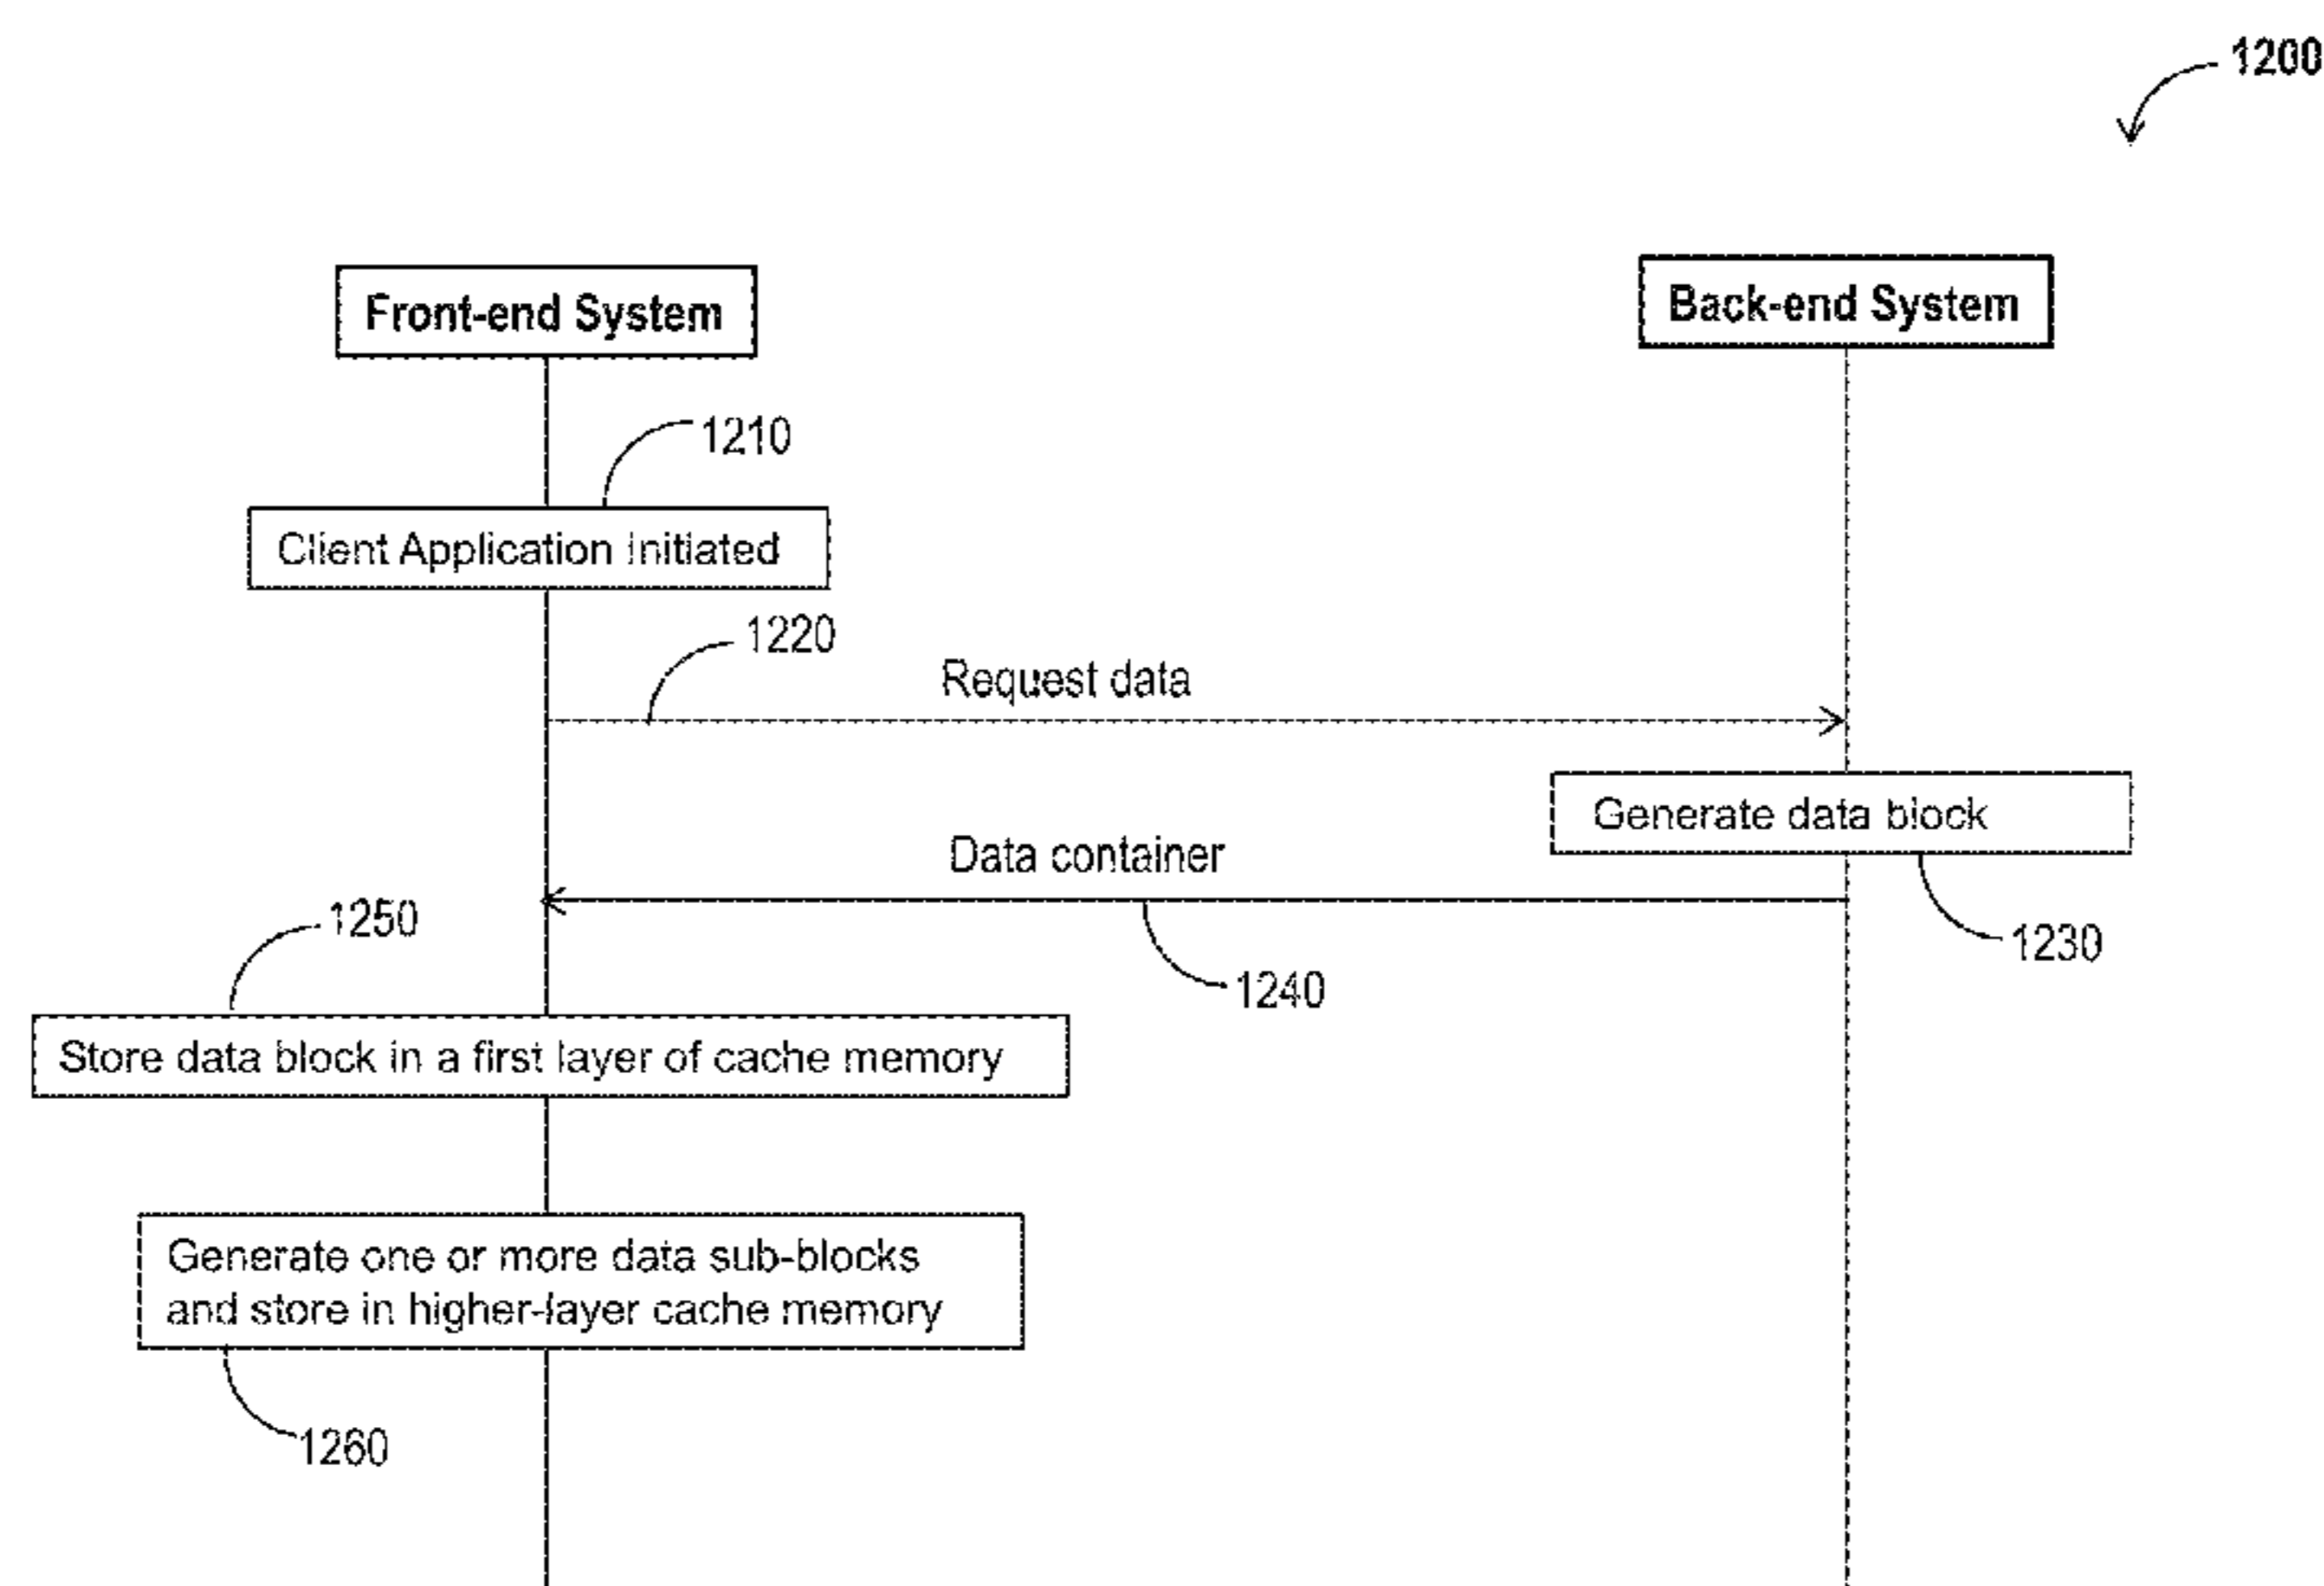 1200
Front-end System
Back-end System
1210
Client Application Initiated
1220
Request data
Generate data block
Data container
1250
1230
1240
Store data block in a first layer of cache memory
Generate one or more data sub-blocks
and store in higher-layer cache memory
1260